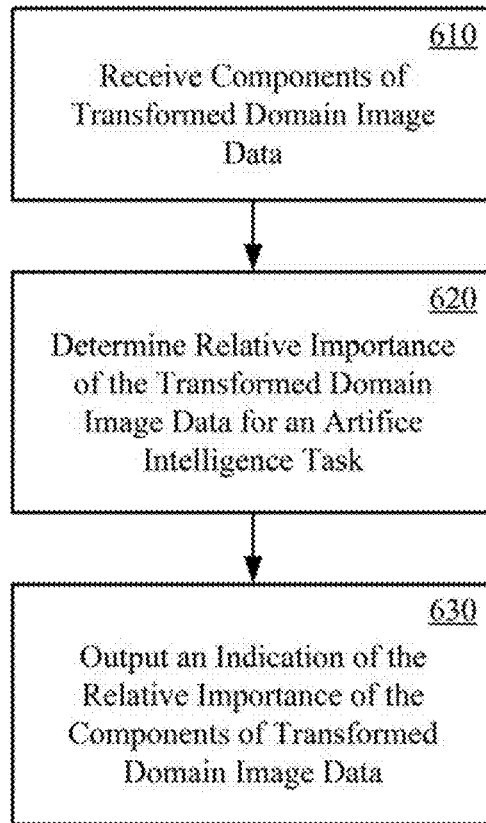 610
Receive Components of
Transformed Domain Image
Data
620
Determine Relative Importance
of the Transformed Domain
Image Data for an Artifice
Intelligence Task
630
Output an Indication of the
Relative Importance of the
Components of Transformed
Domain Image Data